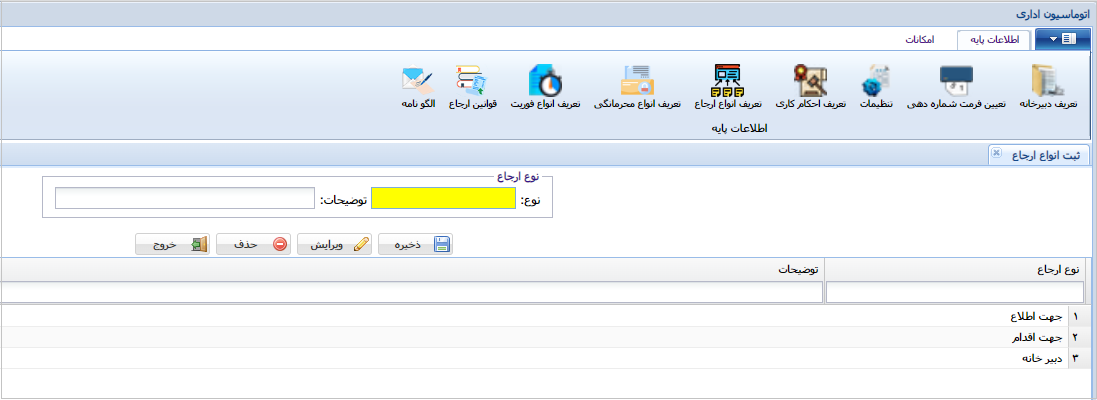 اتوماسیون اداری
اطلاعات پایه
امکانات
تعریف دبیرخانه
تعیین فرمت شماره دهی
تنظیمات
تعریف احکام کاری
تعریف انواع ارجاع
تعریف انواع محرمانگی
تعریف انواع فوریت
قوانین ارجاع
الگو نامه
اطلاعات پایه
ثبت انواع ارجاع
نوع ارجاع
نوع: توضیحات:
ذخیره ویرایش حذف خروج
نوع ارجاع توضیحات
۱ جهت اطلاع
۲ جهت اقدام
۳ دبیر خانه